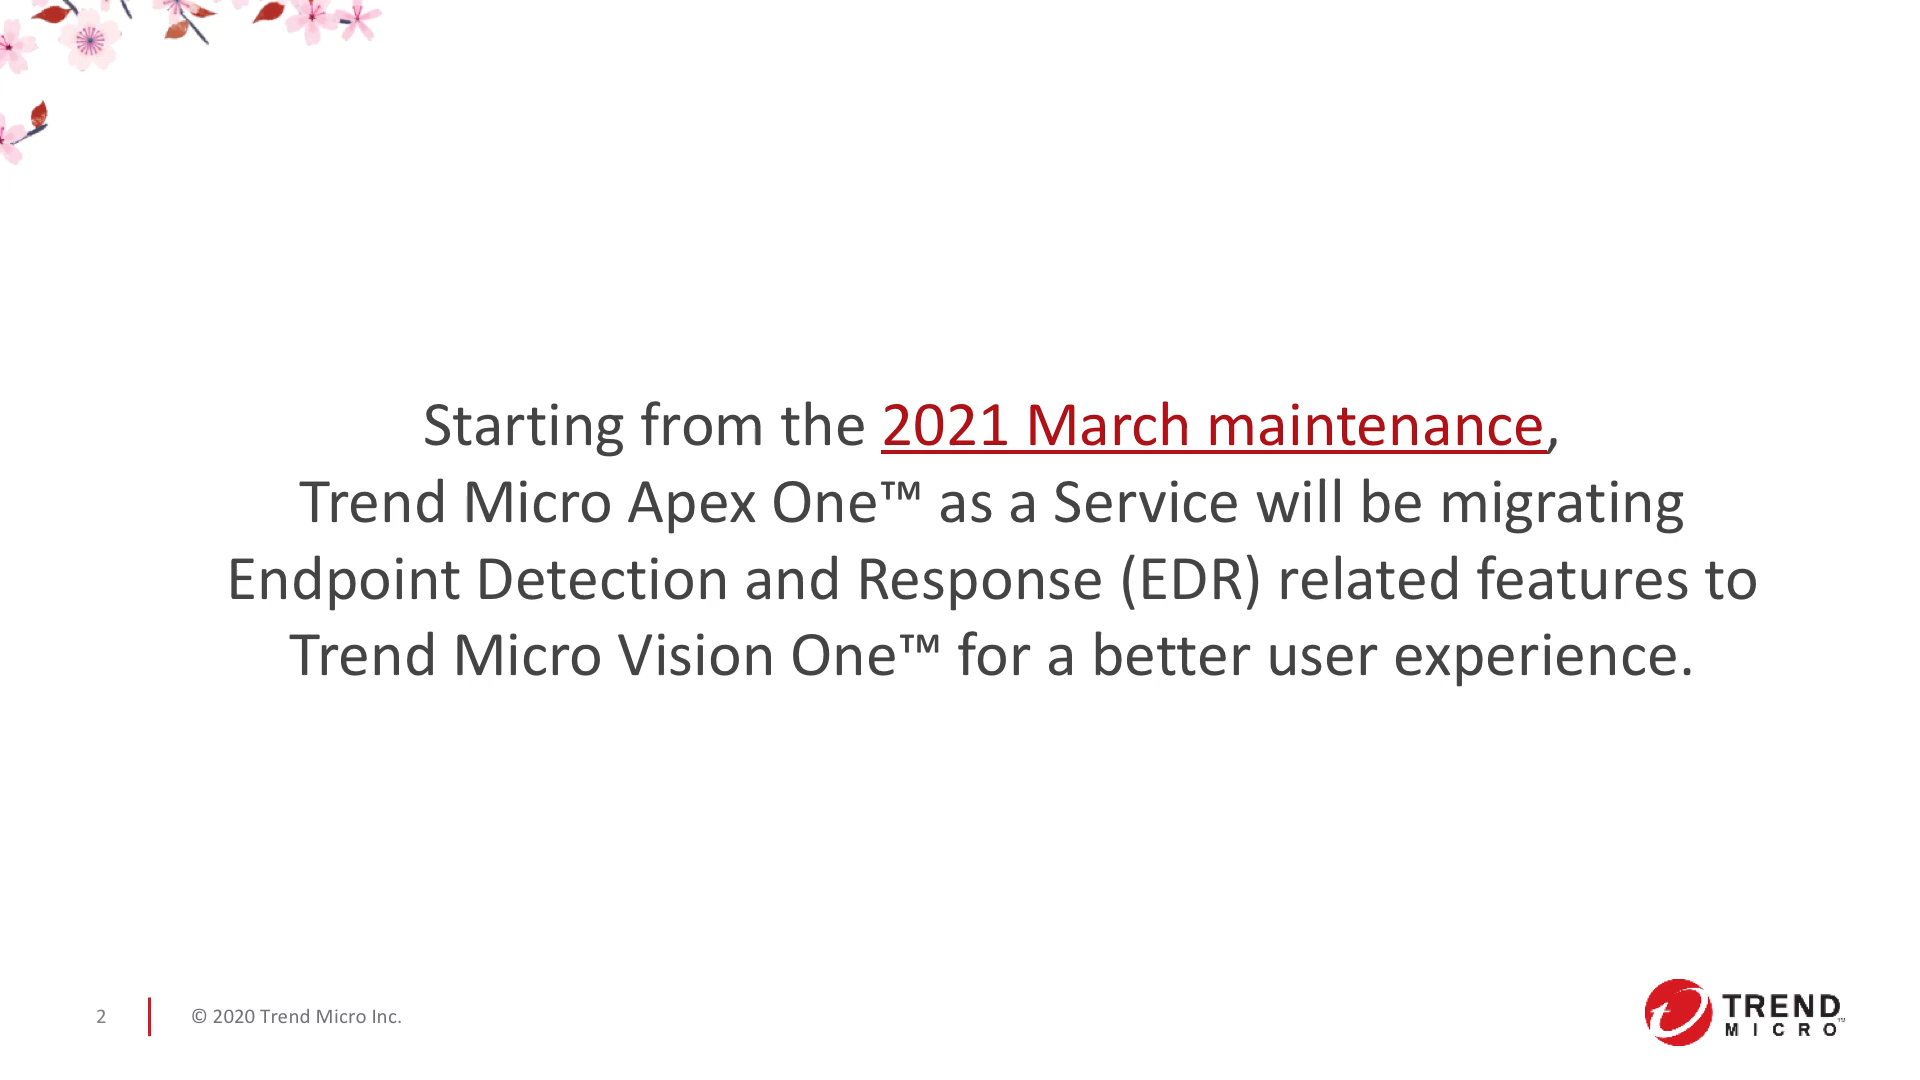 Starting from the 2021 March maintenance,
Trend Micro Apex One™ as a Service will be migrating
Endpoint Detection and Response (EDR) related features to
Trend Micro Vision One™ for a better user experience.
2
© 2020 Trend Micro Inc.
TREND
MICRO™